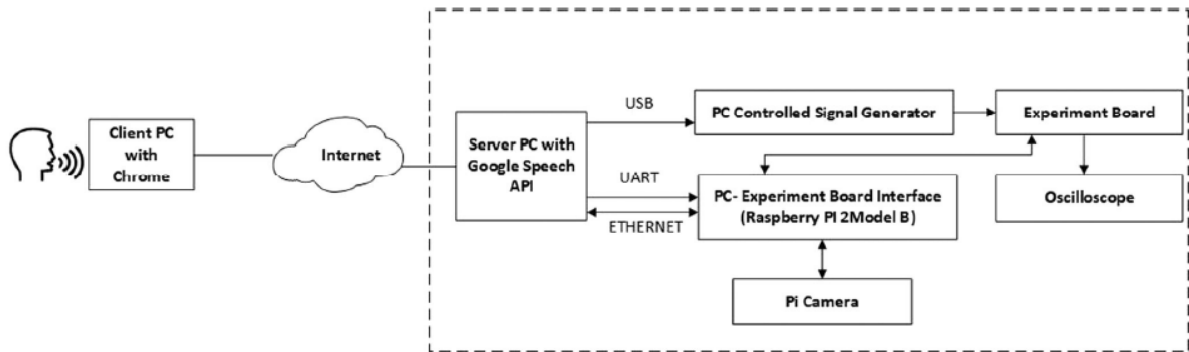 Client PC
with
Chrome
Internet
Server PC with
Google Speech
API
USB
UART
ETHERNET
PC Controlled Signal Generator
Experiment Board
PC- Experiment Board Interface
(Raspberry PI 2Model B)
Oscilloscope
Pi Camera